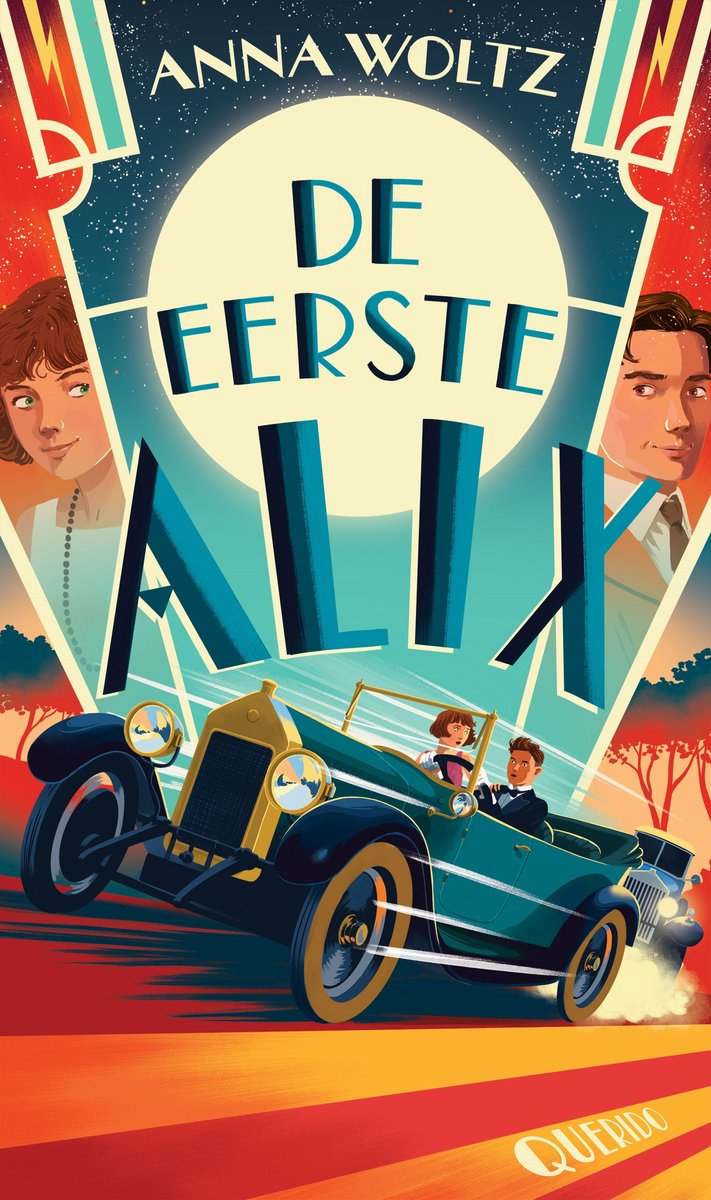 ANNA WOLTZ
DE
EERSTE
ALIX
QUERIDO